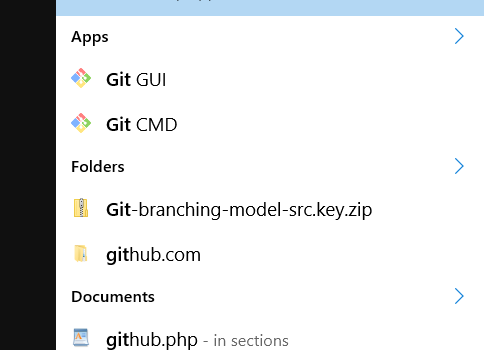 Apps
Git GUI
Git CMD
Folders
Git-branching-model-src.key.zip
github.com
Documents
github.php - in sections